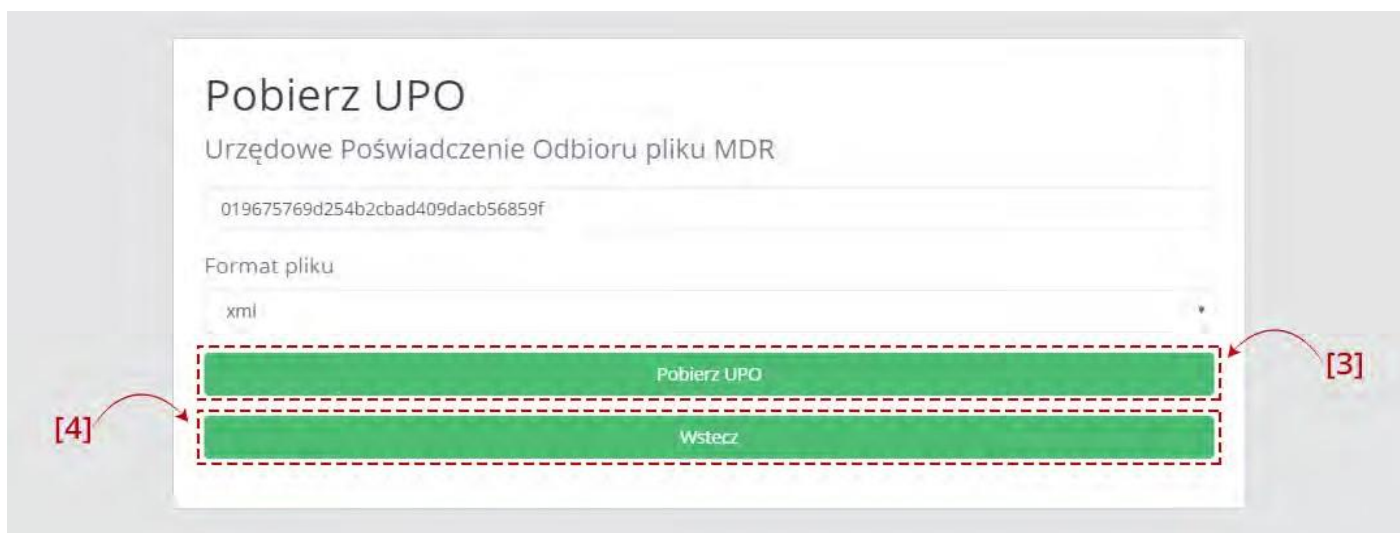 Pobierz UPO
Urzędowe Poświadczenie Odbioru pliku MDR
019675769d254b2cbad409dacb56859f
Format pliku
xml
Pobierz UPO
[3]
[4]
Wstecz